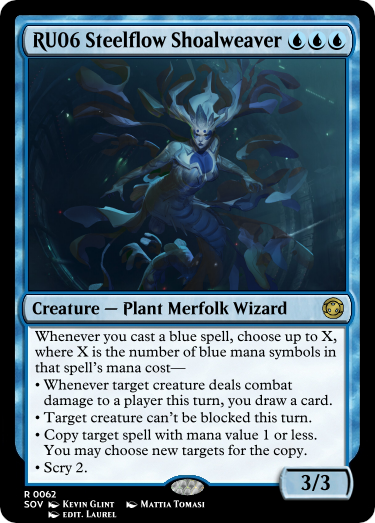 RU06 Steelflow Shoalweaver
Creature — Plant Merfolk Wizard
Whenever you cast a blue spell, choose up to X,
where X is the number of blue mana symbols in
that spell's mana cost—
• Whenever target creature deals combat
damage to a player this turn, you draw a card.
• Target creature can't be blocked this turn.
• Copy target spell with mana value 1 or less.
You may choose new targets for the copy.
• Scry 2.
3/3
R 0062
SOV Kevin Glint Mattia Tomasi
edit. Laurel